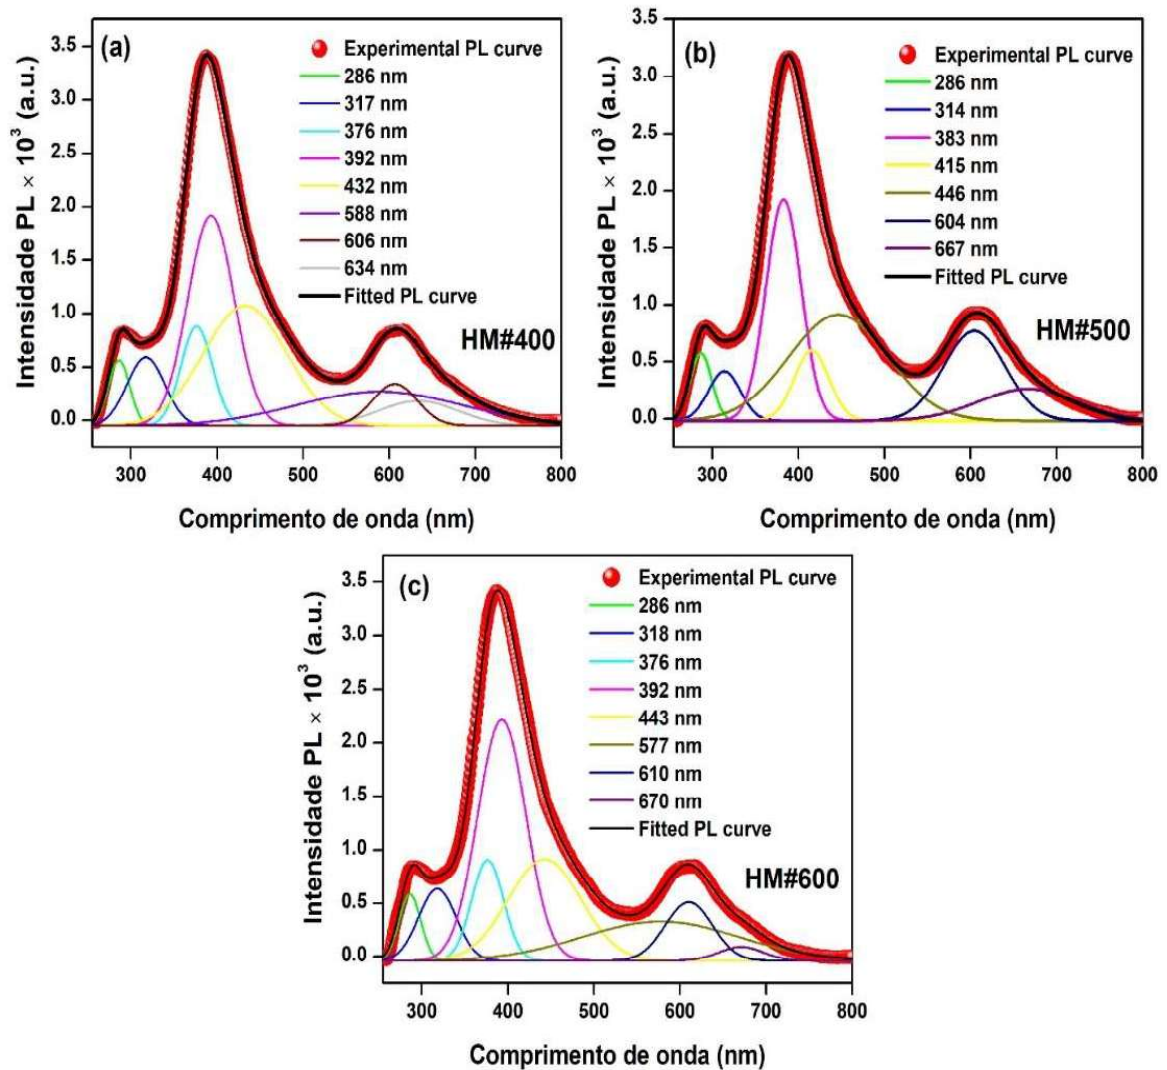 (a)
Experimental PL curve
286 nm
317 nm
376 nm
392 nm
432 nm
588 nm
606 nm
634 nm
Fitted PL curve
HM#400
Intensidade PL × 10³ (a.u.)
3.5
3.0
2.5
2.0
1.5
1.0
0.5
0.0
300 400 500 600 700 800
Comprimento de onda (nm)
(b)
Experimental PL curve
286 nm
314 nm
383 nm
415 nm
446 nm
604 nm
667 nm
Fitted PL curve
HM#500
Intensidade PL × 10³ (a.u.)
3.5
3.0
2.5
2.0
1.5
1.0
0.5
0.0
300 400 500 600 700 800
Comprimento de onda (nm)
(c)
Experimental PL curve
286 nm
318 nm
376 nm
392 nm
443 nm
577 nm
610 nm
670 nm
Fitted PL curve
HM#600
Intensidade PL × 10³ (a.u.)
3.5
3.0
2.5
2.0
1.5
1.0
0.5
0.0
300 400 500 600 700 800
Comprimento de onda (nm)